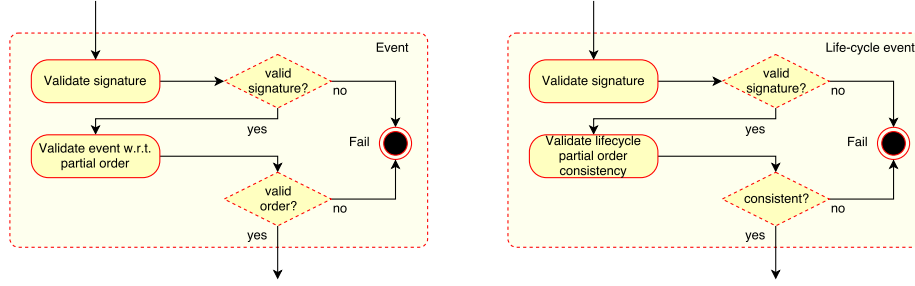 Event
Validate signature
valid
signature?
no
yes
Validate event w.r.t.
partial order
Fail
valid
order?
no
yes
Life-cycle event
Validate signature
valid
signature?
no
yes
Validate lifecycle
partial order
consistency
Fail
consistent?
no
yes